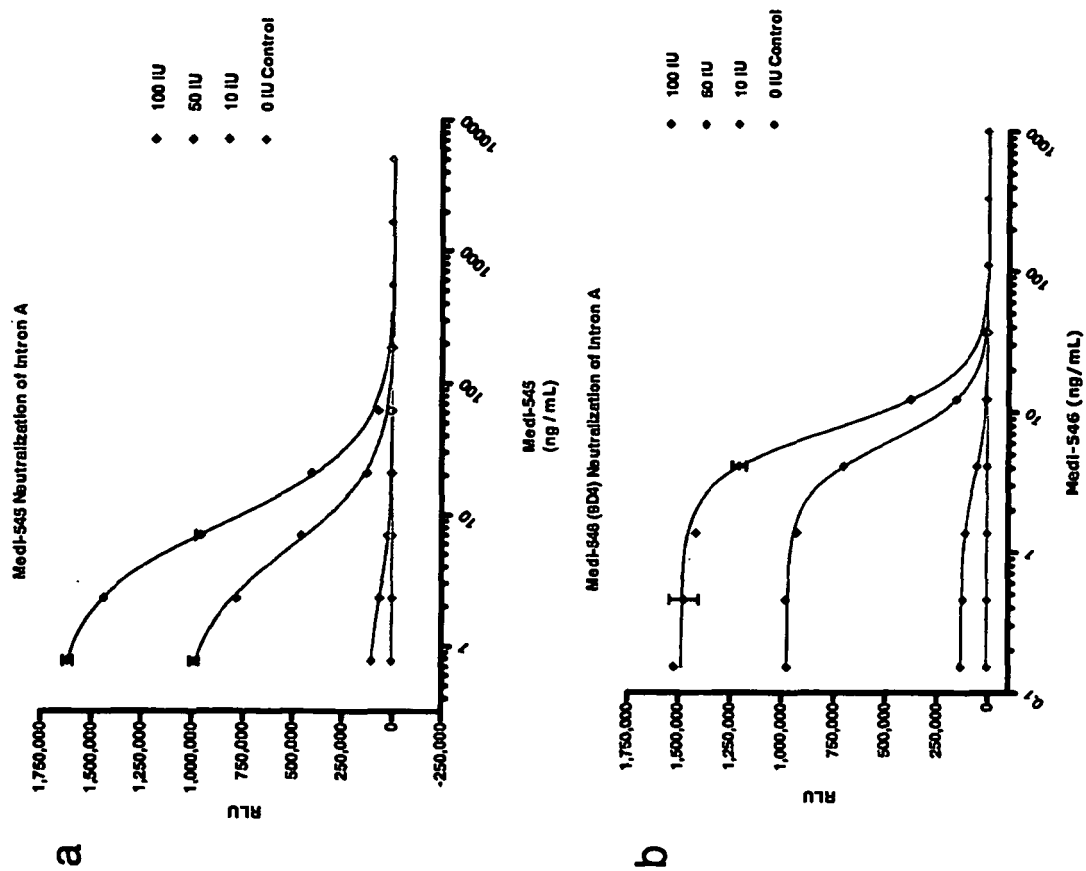 a
Medi-545 Neutralization of Intron A
1,750,000
1,500,000
1,250,000
1,000,000
750,000
500,000
250,000
0
-250,000
RLU
1
10
100
1000
10000
Medi-545
(ng/mL)
100 IU
50 IU
10 IU
0 IU Control
b
Medi-546 (9D4) Neutralization of Intron A
1,750,000
1,500,000
1,250,000
1,000,000
750,000
500,000
250,000
0
RLU
0.1
1
10
100
1000
Medi-546 (ng/mL)
100 IU
50 IU
10 IU
0 IU Control